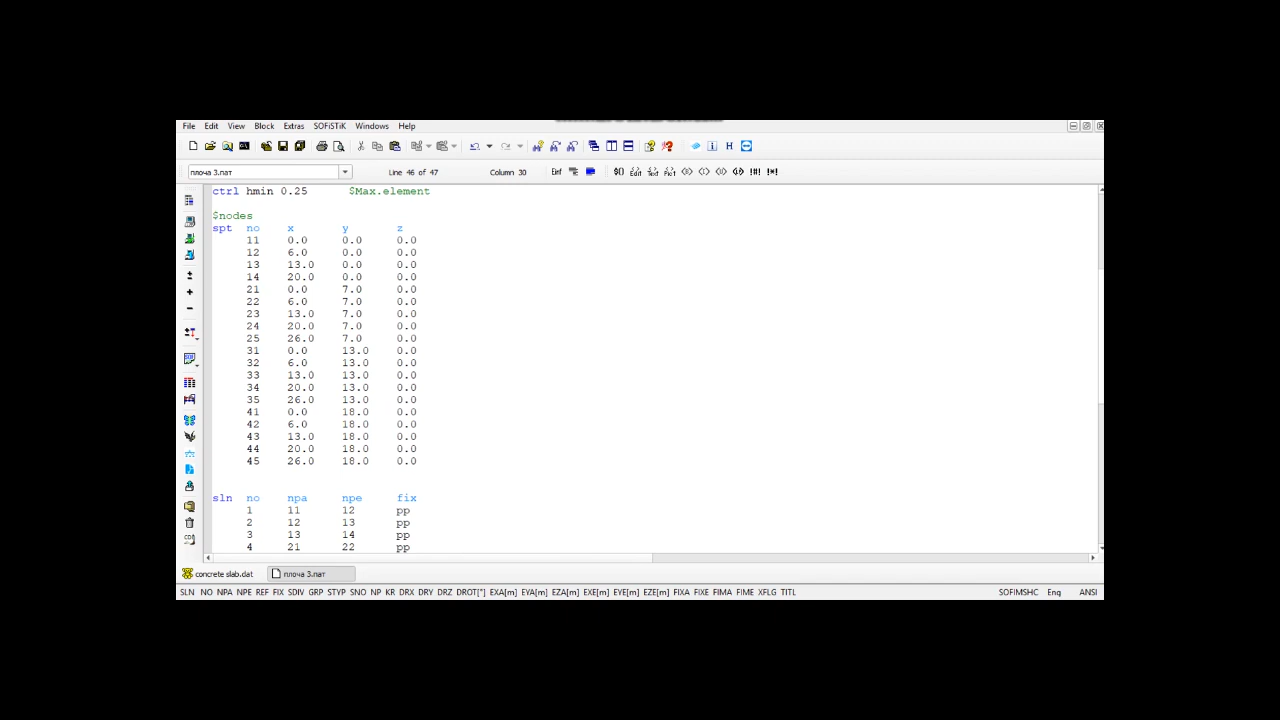 File Edit View Block Extras SOFiSTiK Windows Help
плоча 3.пат Line 46 of 47 Column 30
ctrl hmin 0.25 $Max.element
$nodes
spt no x y z
11 0.0 0.0 0.0
12 6.0 0.0 0.0
13 13.0 0.0 0.0
14 20.0 0.0 0.0
21 0.0 7.0 0.0
22 6.0 7.0 0.0
23 13.0 7.0 0.0
24 20.0 7.0 0.0
25 26.0 7.0 0.0
31 0.0 13.0 0.0
32 6.0 13.0 0.0
33 13.0 13.0 0.0
34 20.0 13.0 0.0
35 26.0 13.0 0.0
41 0.0 18.0 0.0
42 6.0 18.0 0.0
43 13.0 18.0 0.0
44 20.0 18.0 0.0
45 26.0 18.0 0.0
sln no npa npe fix
1 11 12 pp
2 12 13 pp
3 13 14 pp
4 21 22 pp
concrete slab.dat плоча 3.пат
SLN NO NPA NPE REF FIX SDIV GRP STYP SNO NP KR DRX DRY DRZ DROT[°] EXA[m] EYA[m] EZA[m] EXE[m] EYE[m] EZE[m] FIXA FIXE FIMA FIME XFLG TITL SOFIMSHC Enq ANSI